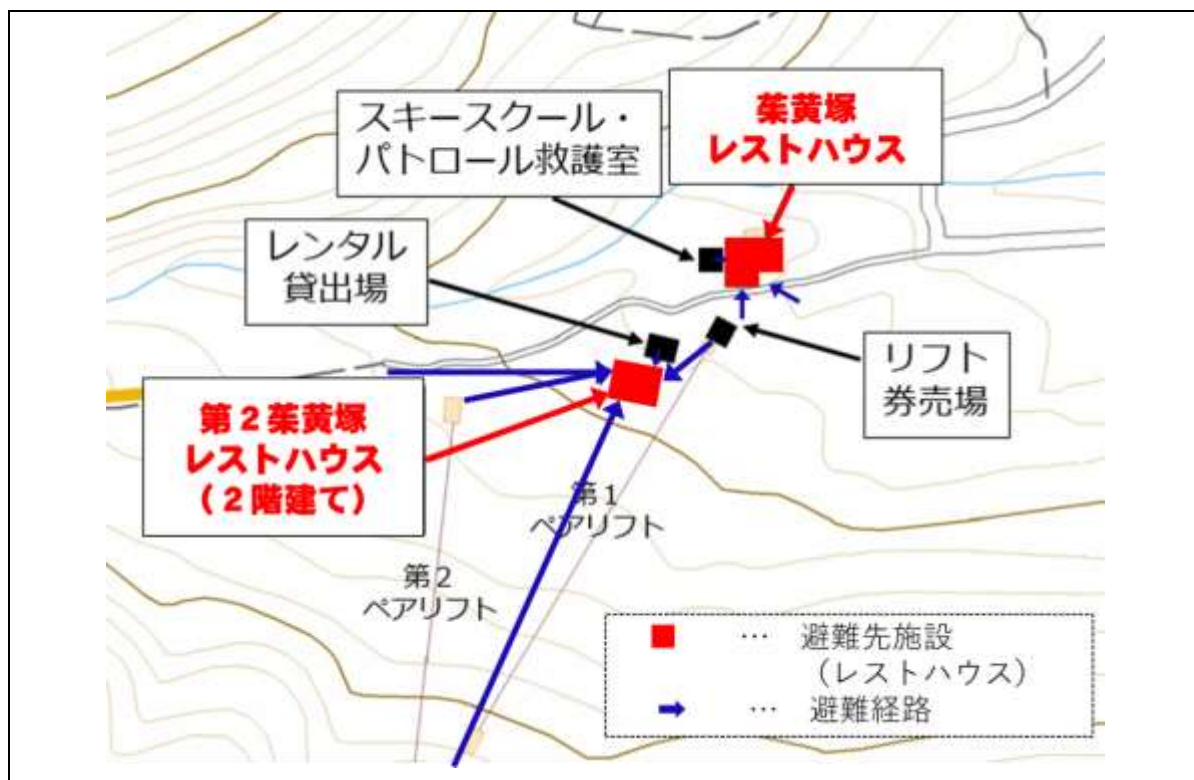 スキースクール・
パトロール救護室
茱黄塚
レストハウス
レンタル
貸出場
リフト
券売場
第2茱黄塚
レストハウス
(2階建て)
第1
ペアリフト
第2
ペアリフト
… 避難先施設
(レストハウス)
… 避難経路